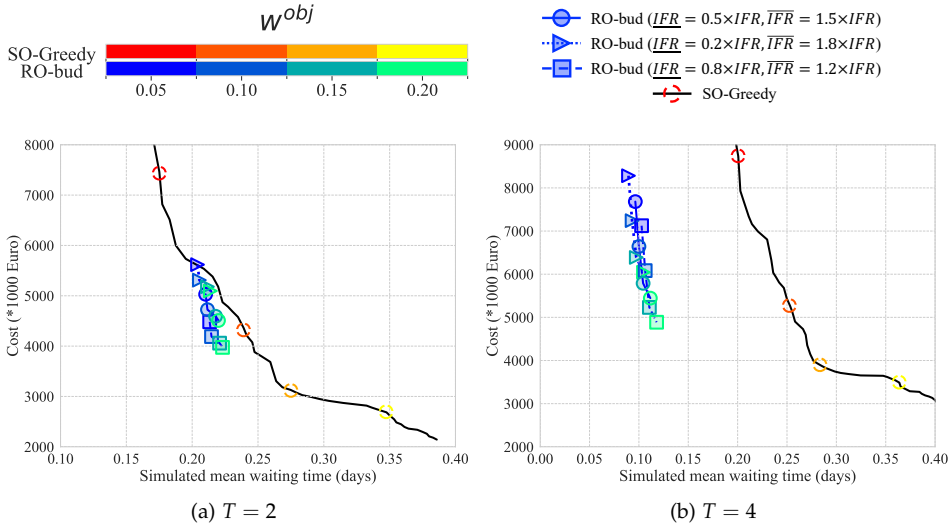 w^obj
SO-Greedy
RO-bud
0.05 0.10 0.15 0.20
RO-bud (IFR = 0.5×IFR, IFR = 1.5×IFR)
RO-bud (IFR = 0.2×IFR, IFR = 1.8×IFR)
RO-bud (IFR = 0.8×IFR, IFR = 1.2×IFR)
SO-Greedy
Cost (*1000 Euro)
8000
7000
6000
5000
4000
3000
2000
0.10 0.15 0.20 0.25 0.30 0.35 0.40
Simulated mean waiting time (days)
(a) T = 2
Cost (*1000 Euro)
9000
8000
7000
6000
5000
4000
3000
2000
0.00 0.05 0.10 0.15 0.20 0.25 0.30 0.35 0.40
Simulated mean waiting time (days)
(b) T = 4